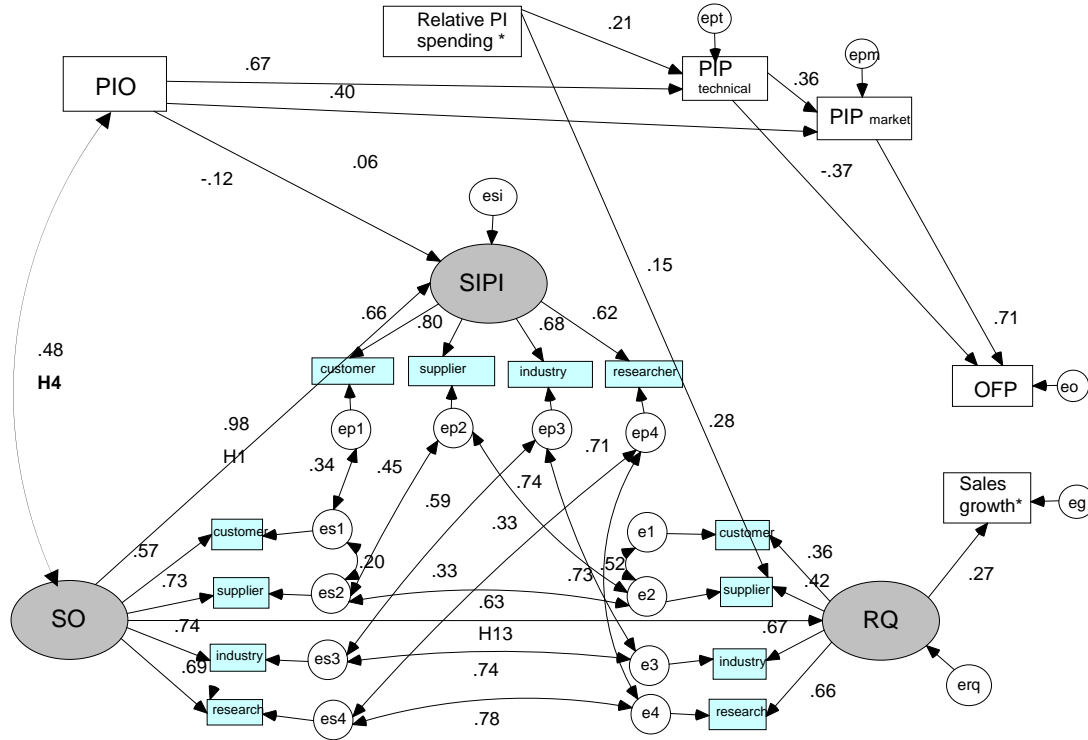 Relative PI
spending *
.21
ept
PIP
technical
.36
epm
PIP market
PIO
.67
.40
.06
-.12
-.37
esi
SIPI
.15
.66
.80
.68
.62
.71
.48
H4
customer
supplier
industry
researcher
OFP
eo
ep1
ep2
ep3
ep4
.98
H1
.34
.45
.59
.74
.71
.28
.33
Sales
growth*
eg
customer
es1
e1
customer
.57
.20
.33
.73
.52
.36
.27
.73
supplier
es2
e2
supplier
.42
SO
.63
RQ
.74
H13
.67
industry
es3
e3
industry
.69
.74
.66
erq
research
es4
.78
e4
research